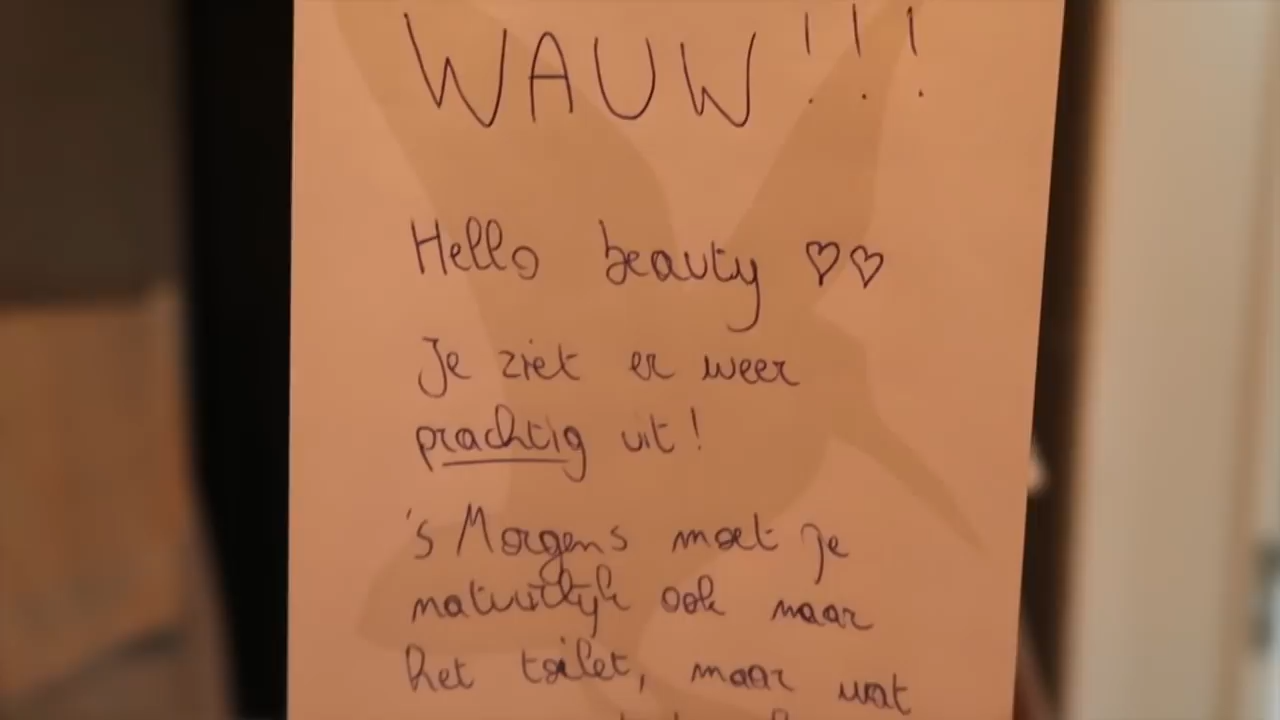 WAUW!!!
Hello beauty ♡♡
Je ziet er weer
prachtig uit!
's Morgens moet je
natuurlijk ook naar
het toilet, maar wat